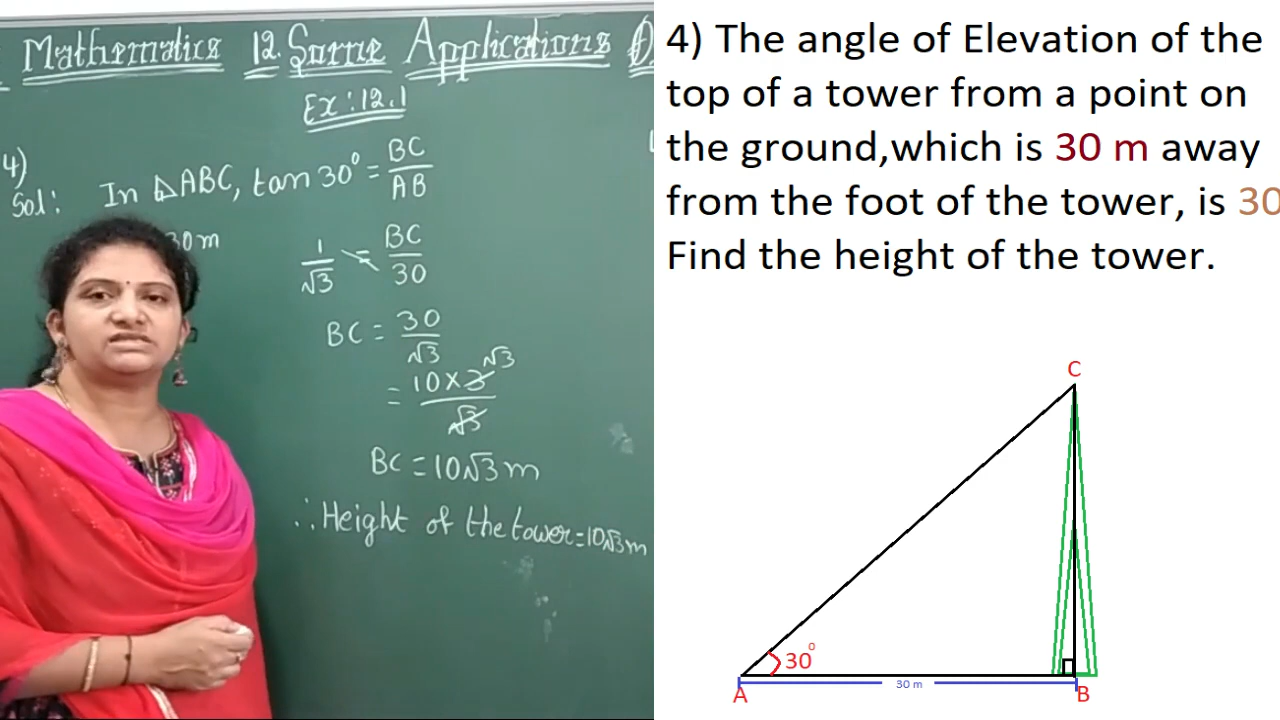 Mathematics 12. Some Applications Of
Ex: 12.1
4)
Sol: In △ABC, tan 30° = BC/AB
30m
1/√3 = BC/30
BC = 30/√3
= 10 × 3 √3 / √3
BC = 10√3 m
∴ Height of the tower = 10√3 m
4) The angle of Elevation of the
top of a tower from a point on
the ground,which is 30 m away
from the foot of the tower, is 30
Find the height of the tower.
C
30°
30 m
A
B